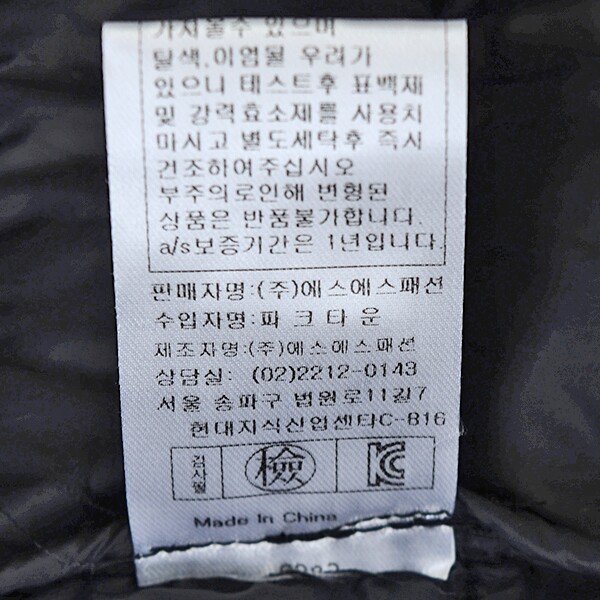 가져올수 있으며
탈색,이염될 우려가
있으니 테스트후 표백제
및 강력효소제를 사용치
마시고 별도세탁후 즉시
건조하여주십시오
부주의로인해 변형된
상품은 반품불가합니다.
a/s보증기간은 1년입니다.
판매자명:(주)에스에스패션
수입자명:파 크 타 운
제조자명:(주)에스에스패션
상담실: (02)2212-0143
서울 송파구 법원로11길7
현대지식산업센타C-816
검사필 檢 KC
Made In China